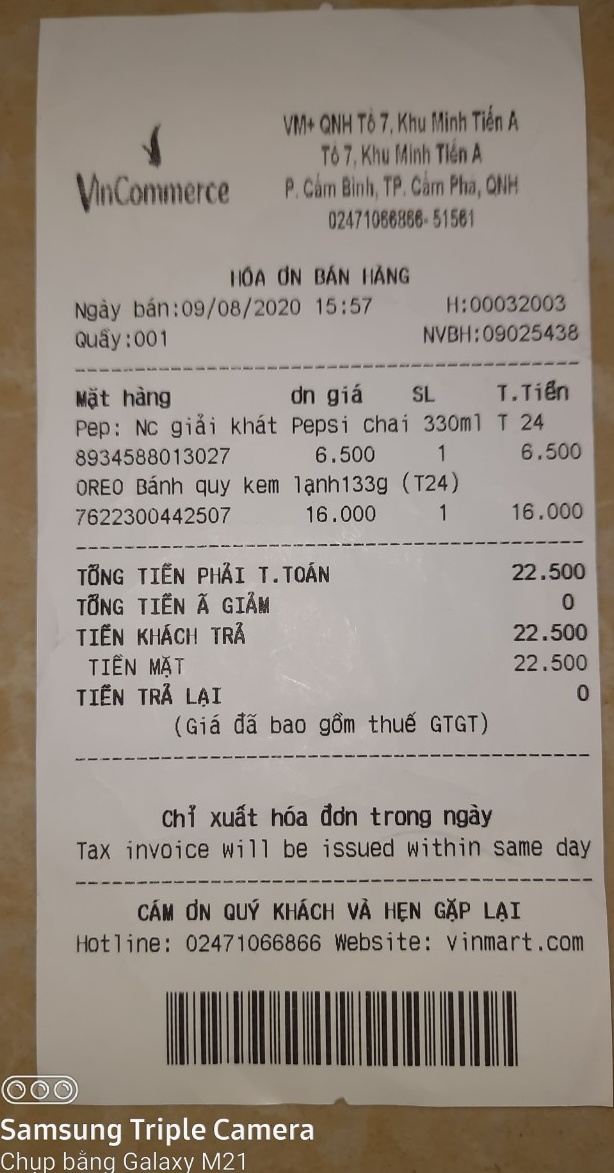 VinCommerce
VM+ QNH Tổ 7, Khu Minh Tiến A
Tổ 7, Khu Minh Tiến A
P. Cẩm Bình, TP. Cẩm Phả, QNH
02471066866- 51561
HÓA ƠN BÁN HÀNG
Ngày bán:09/08/2020 15:57 H:00032003
Quầy:001 NVBH:09025438
Mặt hàng ơn giá SL T.Tiền
Pep: Nc giải khát Pepsi chai 330ml T 24
8934588013027 6.500 1 6.500
OREO Bánh quy kem lạnh133g (T24)
7622300442507 16.000 1 16.000
TỔNG TIỀN PHẢI T.TOÁN 22.500
TỔNG TIỀN Ã GIẢM 0
TIỀN KHÁCH TRẢ 22.500
TIỀN MẶT 22.500
TIỀN TRẢ LẠI 0
(Giá đã bao gồm thuế GTGT)
Chỉ xuất hóa đơn trong ngày
Tax invoice will be issued within same day
CÁM ƠN QUÝ KHÁCH VÀ HẸN GẶP LẠI
Hotline: 02471066866 Website: vinmart.com
Samsung Triple Camera
Chụp bằng Galaxy M21